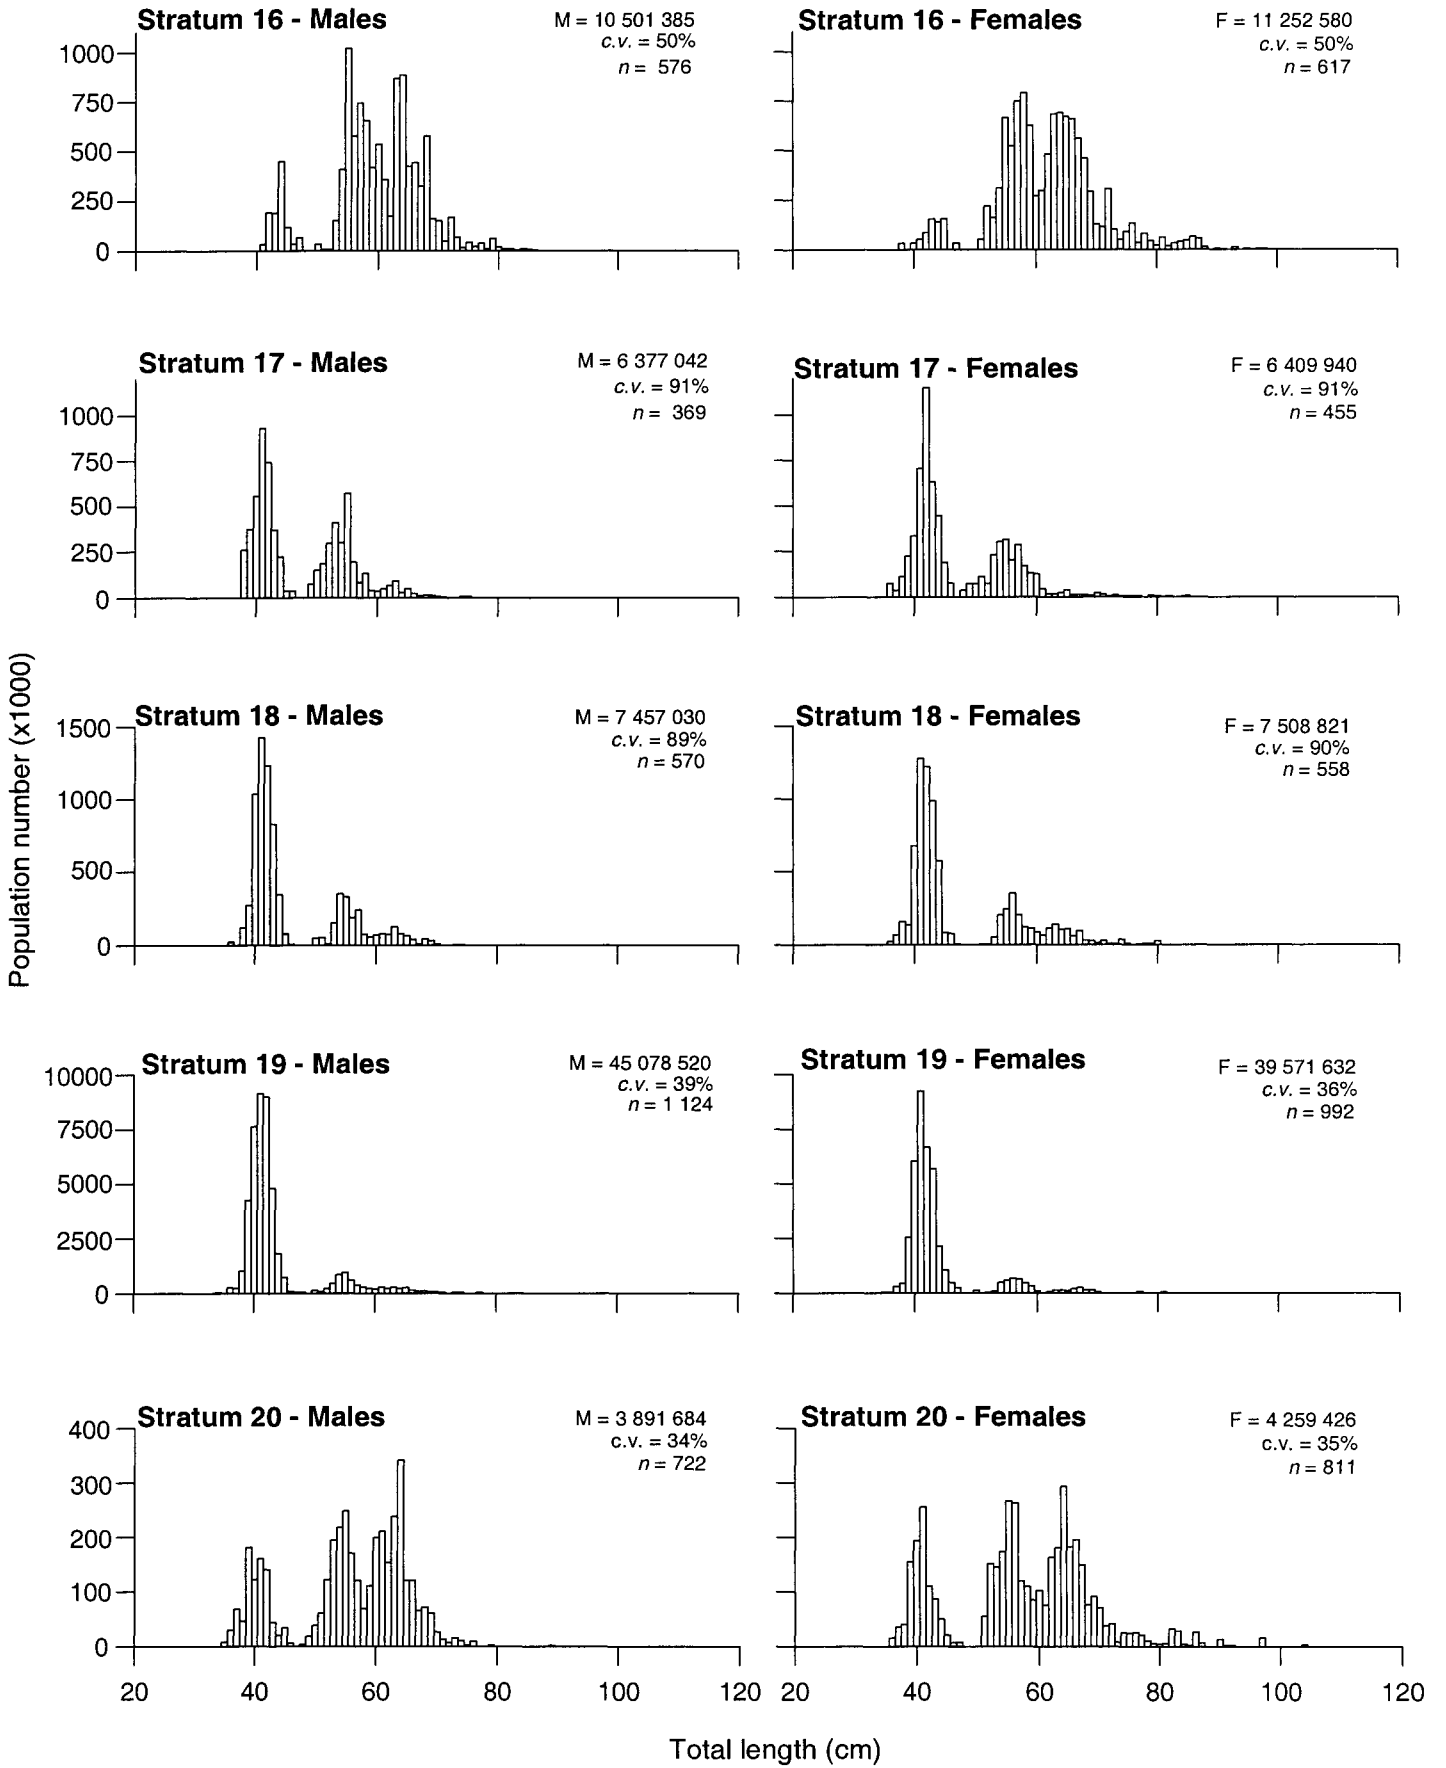 Stratum 16 - Males
M = 10 501 385
c.v. = 50%
n = 576
1000
750
500
250
0
Stratum 16 - Females
F = 11 252 580
c.v. = 50%
n = 617
Stratum 17 - Males
M = 6 377 042
c.v. = 91%
n = 369
1000
750
500
250
0
Stratum 17 - Females
F = 6 409 940
c.v. = 91%
n = 455
Population number (x1000)
Stratum 18 - Males
M = 7 457 030
c.v. = 89%
n = 570
1500
1000
500
0
Stratum 18 - Females
F = 7 508 821
c.v. = 90%
n = 558
Stratum 19 - Males
M = 45 078 520
c.v. = 39%
n = 1 124
10000
7500
5000
2500
0
Stratum 19 - Females
F = 39 571 632
c.v. = 36%
n = 992
Stratum 20 - Males
M = 3 891 684
c.v. = 34%
n = 722
400
300
200
100
0
Stratum 20 - Females
F = 4 259 426
c.v. = 35%
n = 811
20 40 60 80 100 120
20 40 60 80 100 120
Total length (cm)